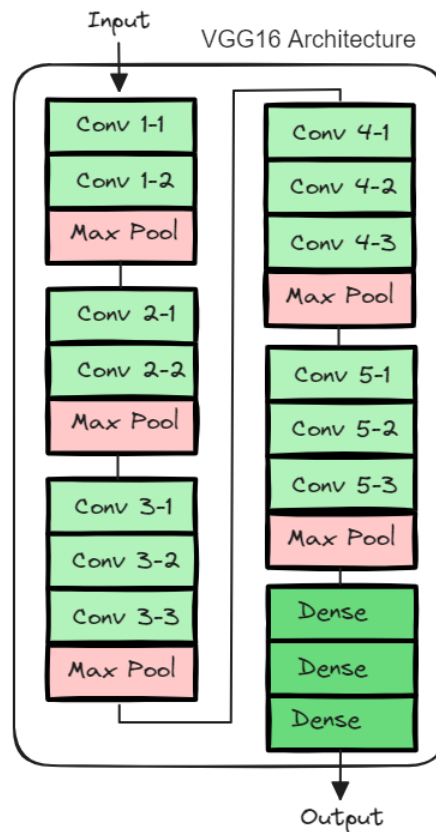 Input
VGG16 Architecture
Conv 1-1
Conv 1-2
Max Pool
Conv 2-1
Conv 2-2
Max Pool
Conv 3-1
Conv 3-2
Conv 3-3
Max Pool
Conv 4-1
Conv 4-2
Conv 4-3
Max Pool
Conv 5-1
Conv 5-2
Conv 5-3
Max Pool
Dense
Dense
Dense
Output